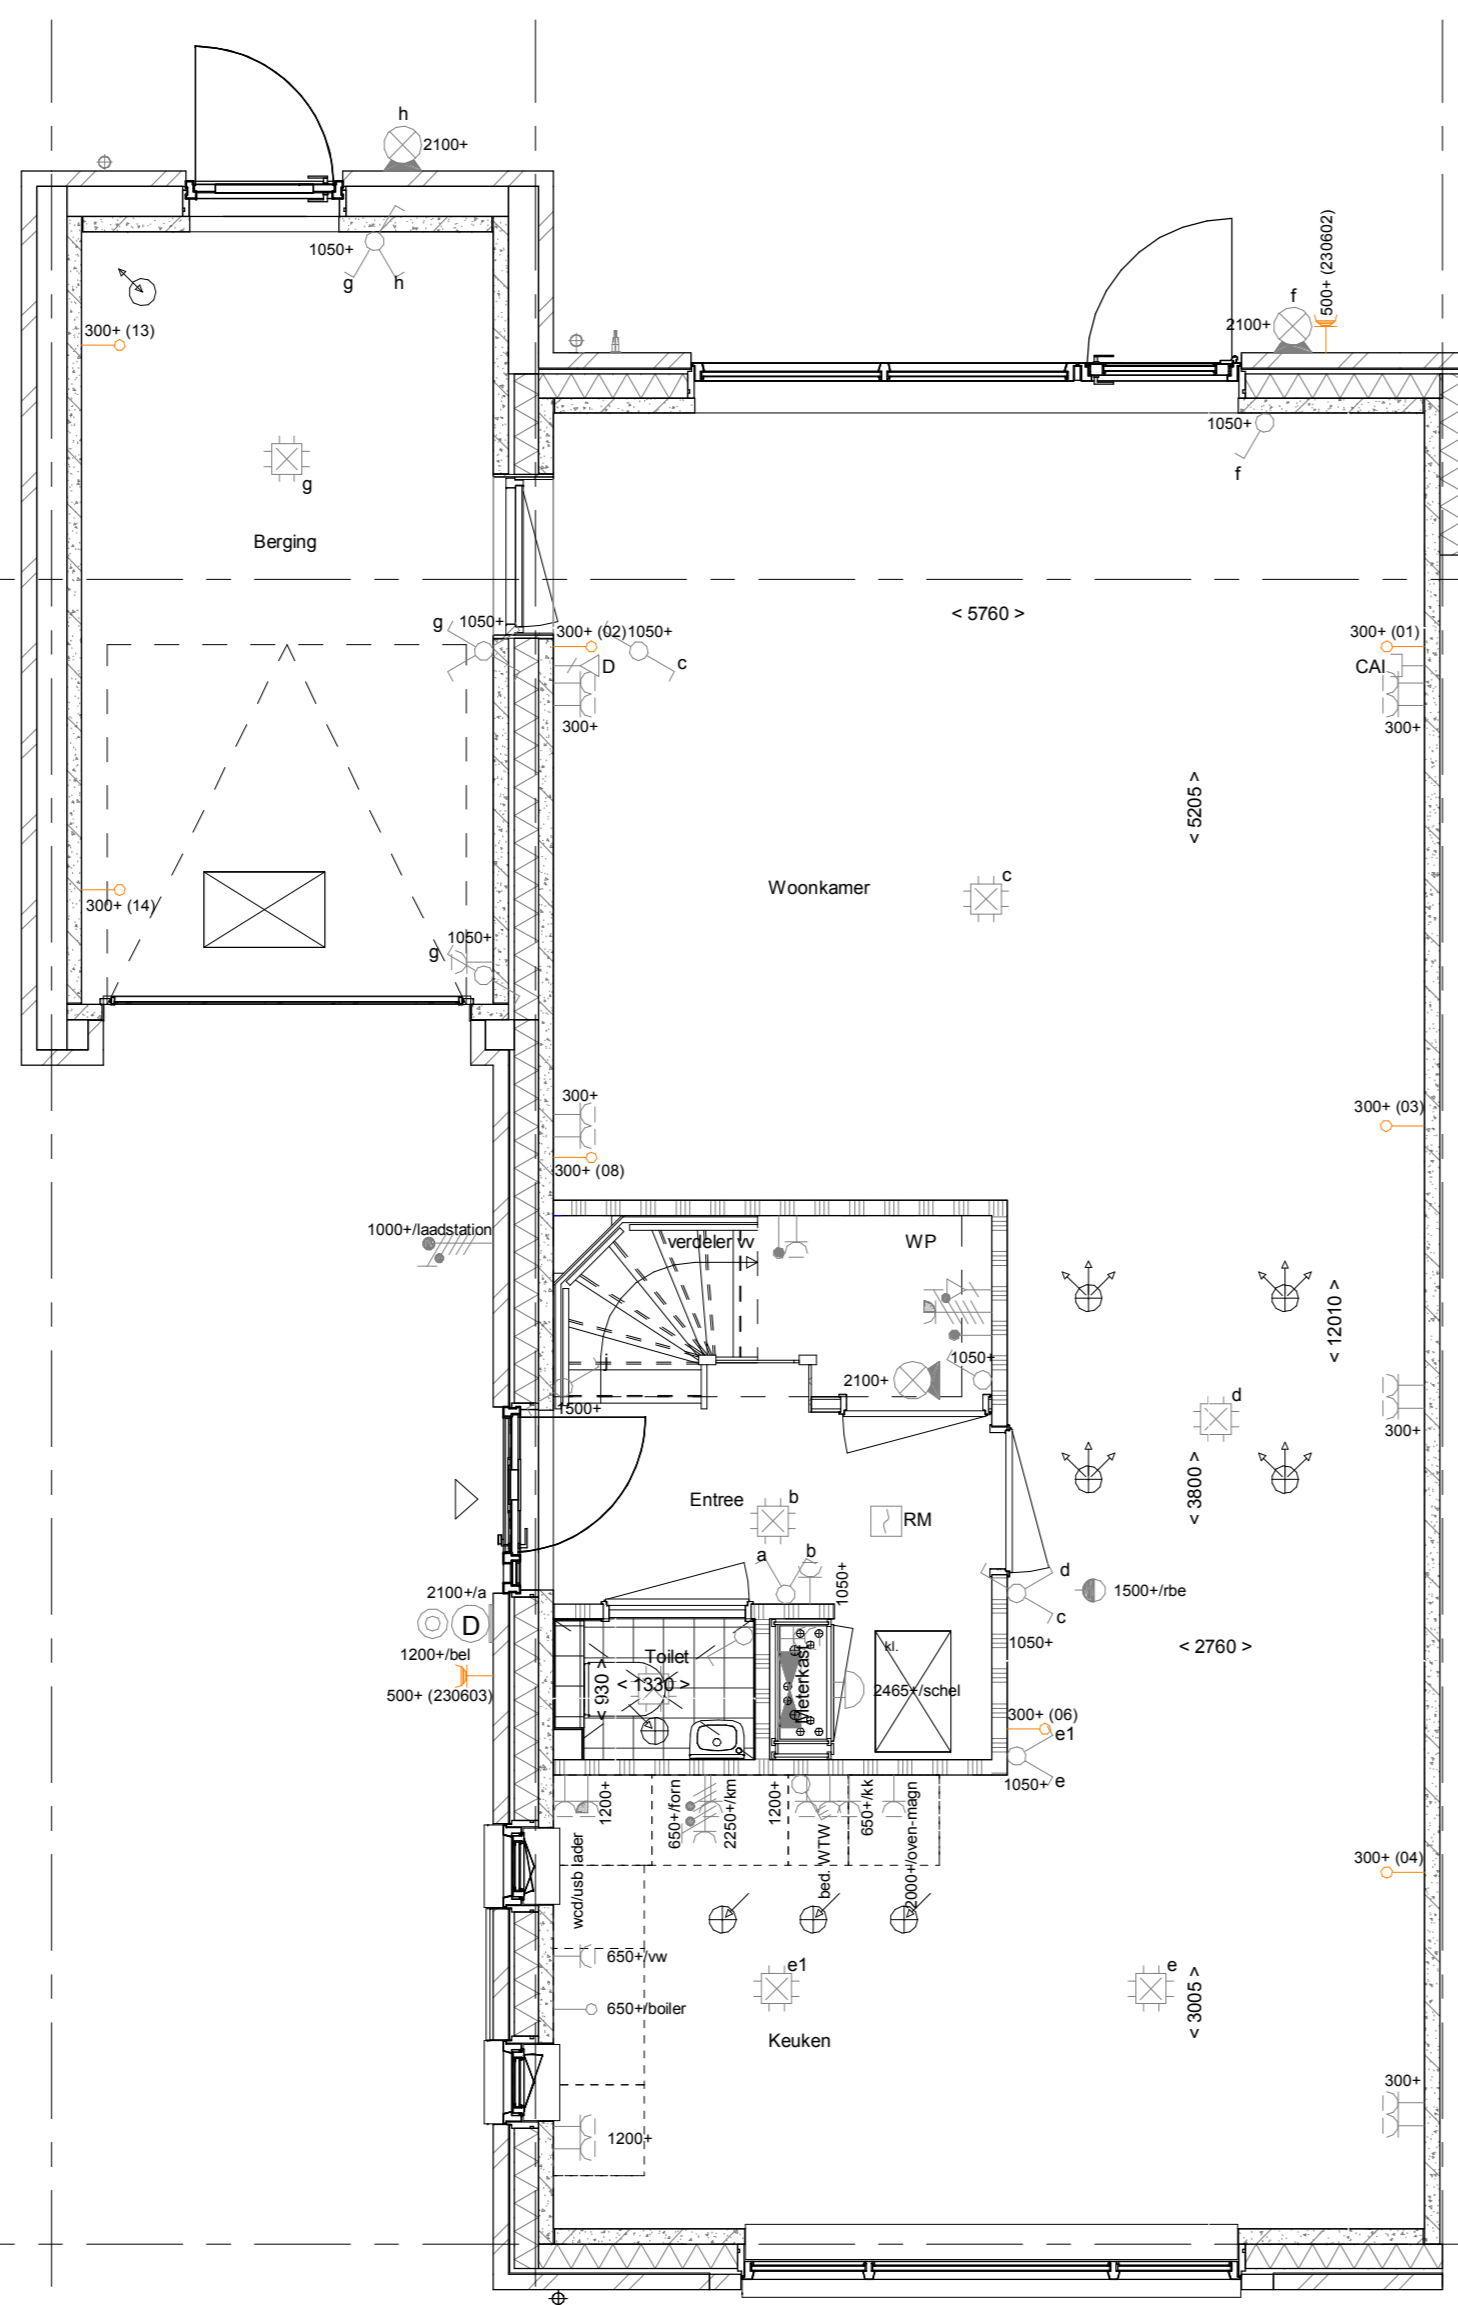 h
2100+
1050+
g
h
300+ (13)
g
Berging
500+ (230602)
f
2100+
1050+
f
< 5760 >
g
1050+
300+ (02)
1050+
c
D
300+
300+ (01)
CAI
300+
< 5205 >
Woonkamer
c
300+ (14)
1050+
g
300+
300+ (08)
300+ (03)
1000+/laadstation
verdeler vv
WP
< 12010 >
j
2100+
1050+
1500+
d
300+
< 3800 >
Entree
b
RM
a
b
1050+
d
c
1050+
1500+/rbe
2100+/a
D
1200+/bel
500+ (230603)
Toilet
< 930 >
< 1330 >
Meterkast
kl.
2465+/schel
< 2760 >
300+ (06)
e1
1050+
e
1200+
650+/forn
2250+/km
1200+
650+/kk
wcd/usb lader
bed. WTW
2000+/oven-magn
300+ (04)
650+/vw
e1
e
650+/boiler
< 3005 >
Keuken
300+
1200+